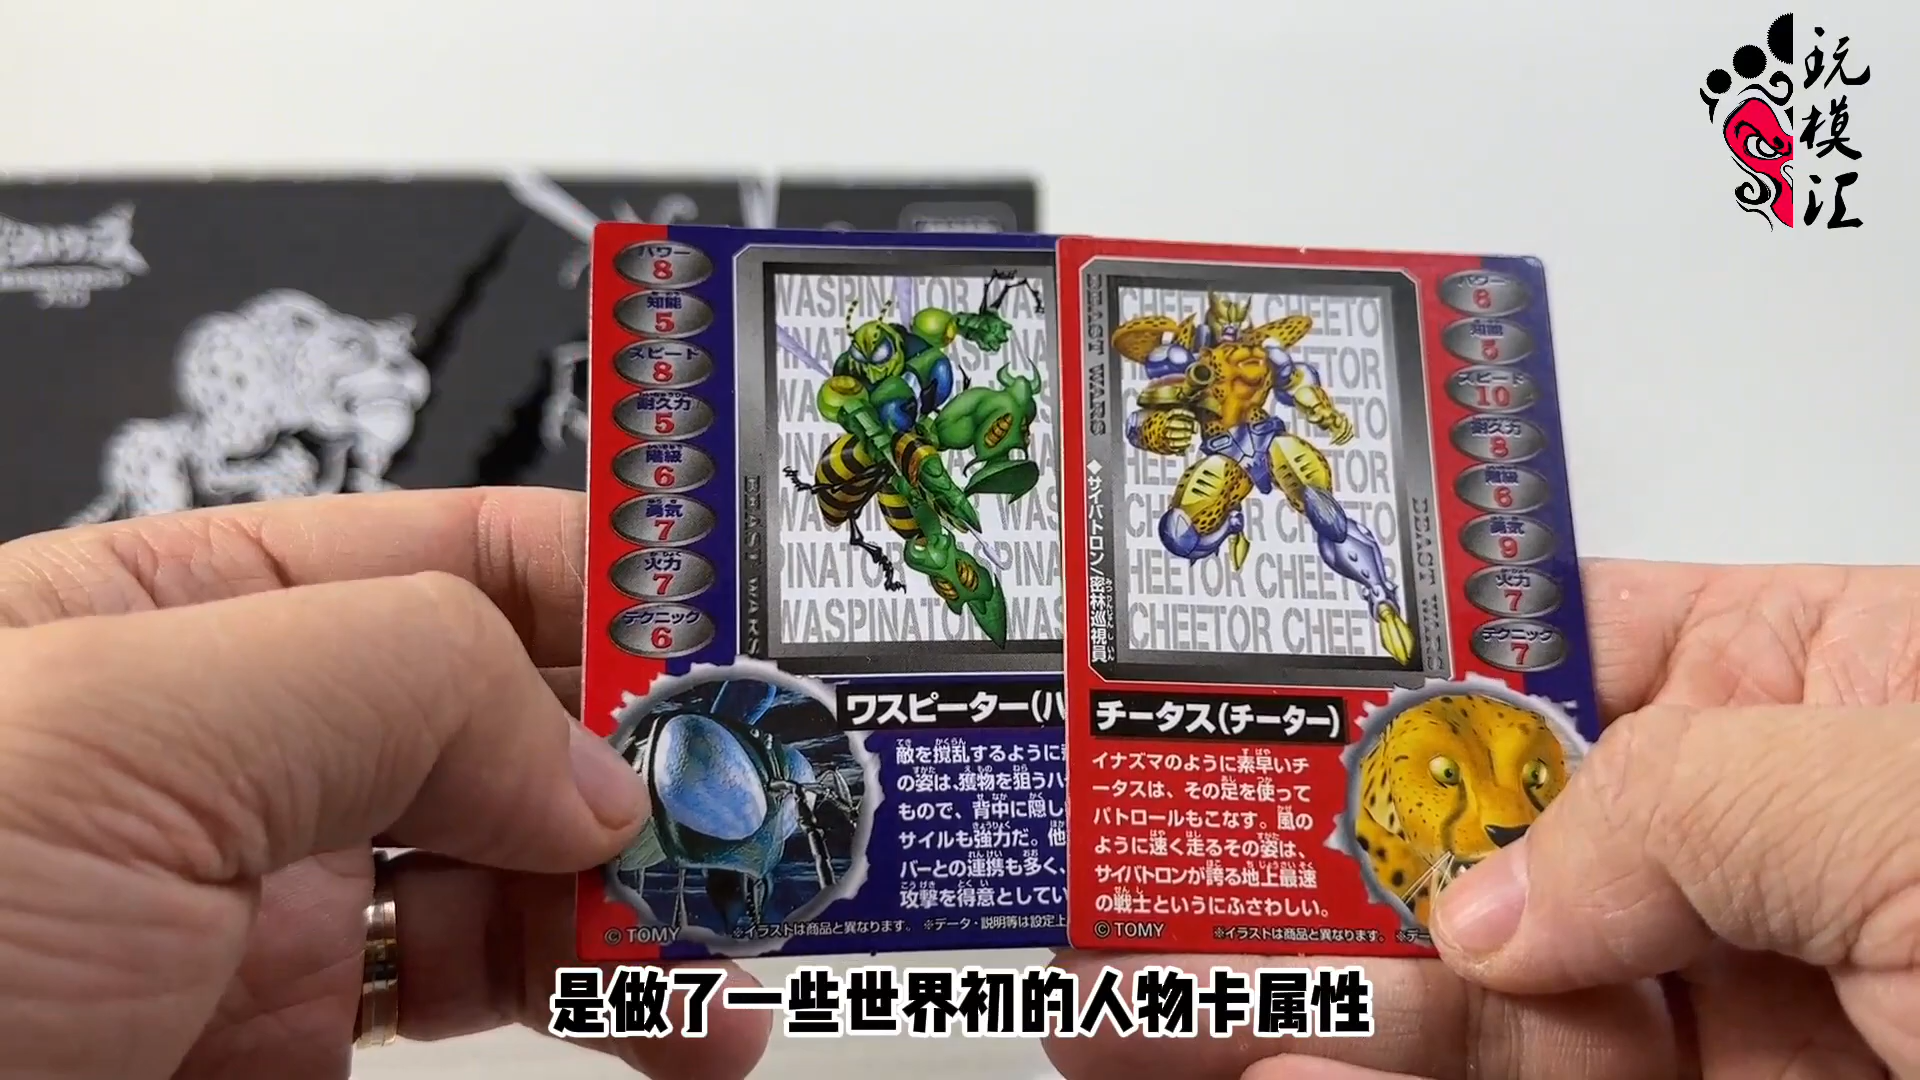 玩模汇
パワー
8
知能
5
スピード
8
耐久力
5
階級
6
勇気
7
火力
7
テクニック
6
WASPINATOR WAS
WASPINATOR
BEAST WARS
ワスピーター(ハ
敵を撹乱するように
の姿は、獲物を狙うハ
もので、背中に隠し
サイルも強力だ。他
バーとの連携も多く、
攻撃を得意としてい
© TOMY
※イラストは商品と異なります。 ※データ・説明等は設定上
BEAST WARS
◆サイバトロン/密林巡視員
CHEETOR CHEETO
CHEETOR
CHEETOR CHEET
BEAST WARS
パワー
8
知能
5
スピード
10
耐久力
8
階級
6
勇気
9
火力
7
テクニック
7
チータス(チーター)
イナズマのように素早いチ
ータスは、その足を使って
パトロールもこなす。風の
ように速く走るその姿は、
サイバトロンが誇る地上最速
の戦士というにふさわしい。
© TOMY
※イラストは商品と異なります。 ※デー
是做了一些世界初的人物卡属性